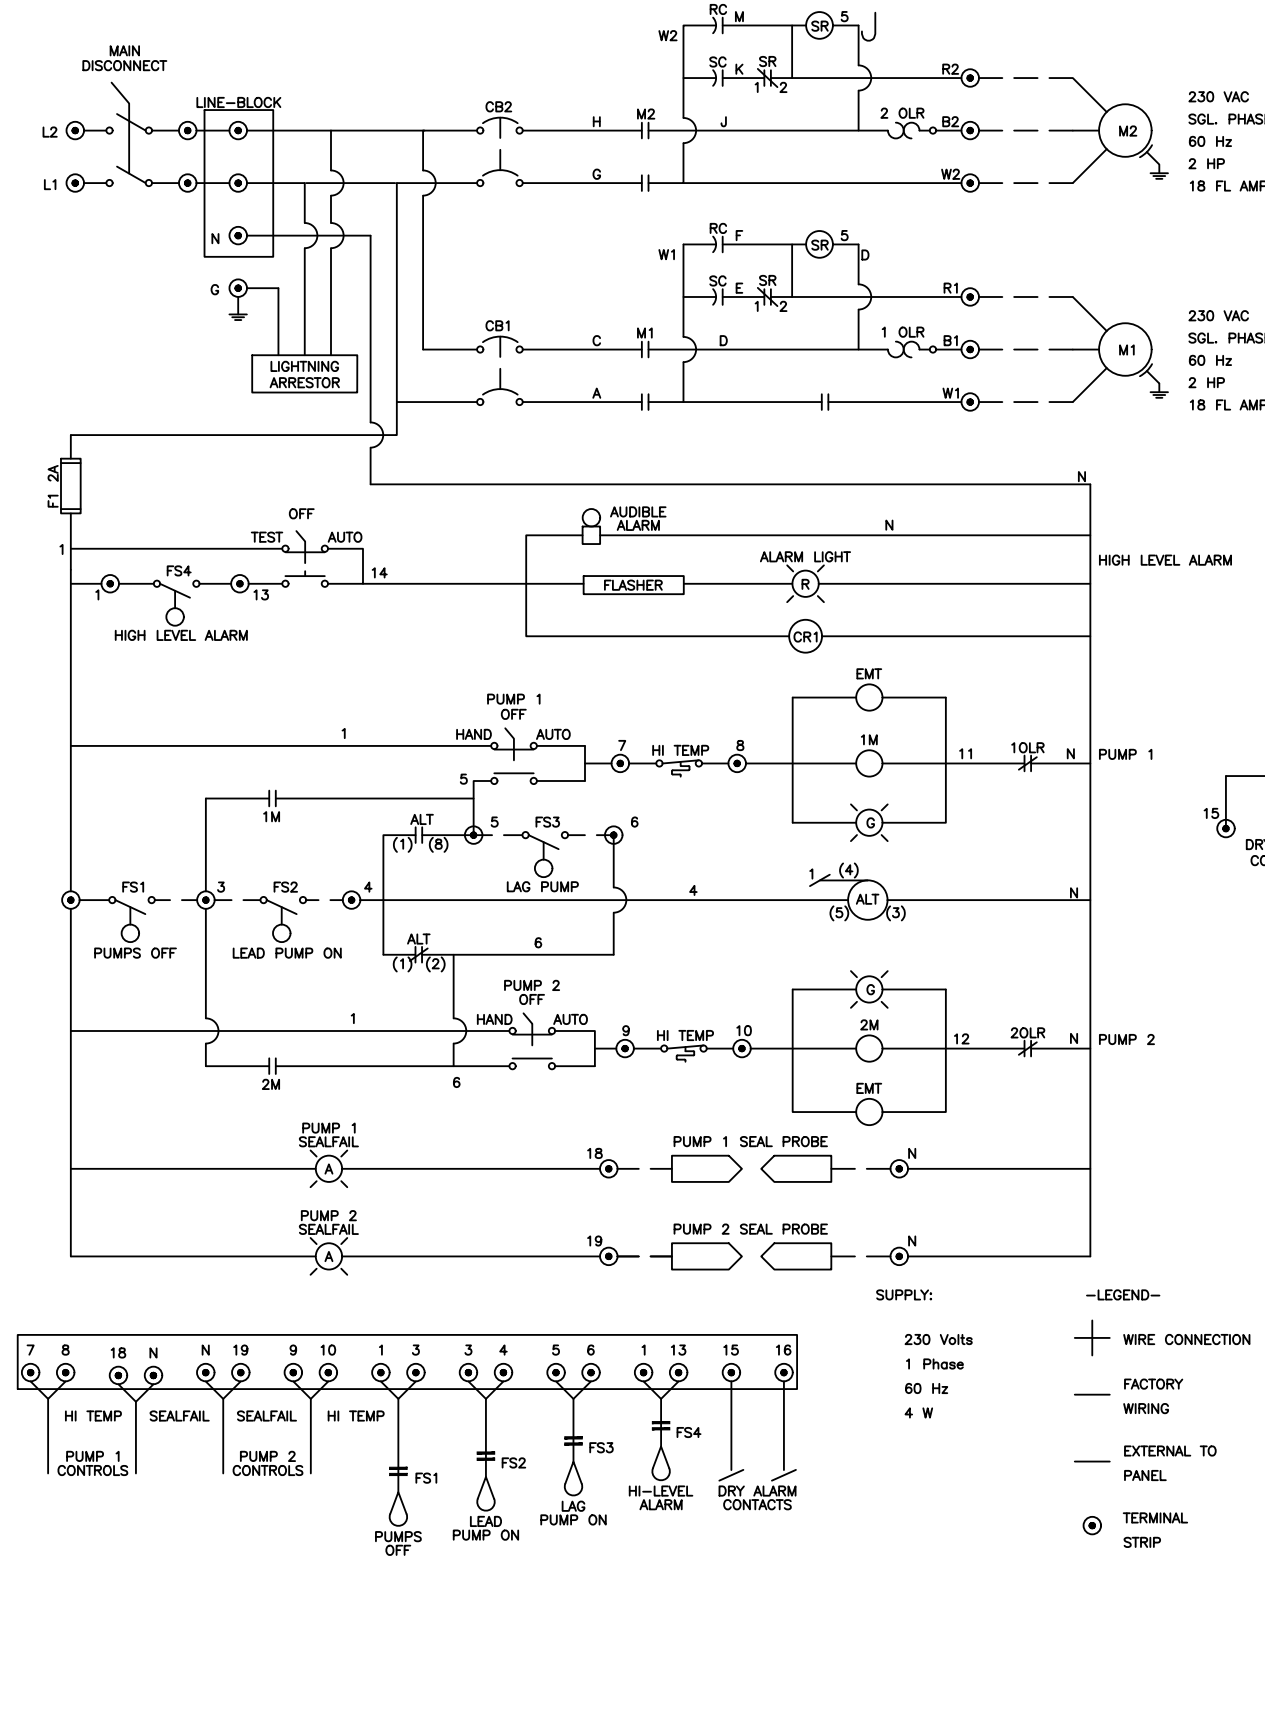 RC M
SR
5
W2
SC K SR
1 2
R2
MAIN
DISCONNECT
LINE-BLOCK
CB2
M2
H
J
2 OLR
B2
L2
M2
230 VAC
SGL. PHAS
60 Hz
2 HP
18 FL AMP
L1
G
W2
N
RC F
SR
5
W1
D
SC E SR
1 2
R1
G
CB1
M1
C
D
1 OLR
B1
M1
230 VAC
SGL. PHAS
60 Hz
2 HP
18 FL AMP
LIGHTNING
ARRESTOR
A
W1
F1 2A
N
OFF
AUDIBLE
ALARM
N
TEST
AUTO
1
ALARM LIGHT
HIGH LEVEL ALARM
FS4
14
FLASHER
R
1
13
HIGH LEVEL ALARM
CR1
EMT
PUMP 1
OFF
1
HAND
AUTO
7
HI TEMP
8
1M
11
1OLR
N
PUMP 1
5
1M
ALT
(1) (8)
5
FS3
6
G
15
DR
CO
LAG PUMP
FS1
3
FS2
4
4
1 (4)
ALT
(5) (3)
N
PUMPS OFF
LEAD PUMP ON
ALT
(1) (2)
6
PUMP 2
OFF
G
1
HAND
AUTO
9
HI TEMP
10
2M
12
2OLR
N
PUMP 2
2M
6
EMT
PUMP 1
SEALFAIL
A
18
PUMP 1 SEAL PROBE
N
PUMP 2
SEALFAIL
A
19
PUMP 2 SEAL PROBE
N
SUPPLY:
230 Volts
1 Phase
60 Hz
4 W
-LEGEND-
WIRE CONNECTION
FACTORY
WIRING
EXTERNAL TO
PANEL
TERMINAL
STRIP
7 8 18 N N 19 9 10 1 3 3 4 5 6 1 13 15 16
HI TEMP
SEALFAIL
SEALFAIL
HI TEMP
PUMP 1
CONTROLS
PUMP 2
CONTROLS
FS1
PUMPS
OFF
FS2
LEAD
PUMP ON
FS3
LAG
PUMP ON
FS4
HI-LEVEL
ALARM
DRY ALARM
CONTACTS